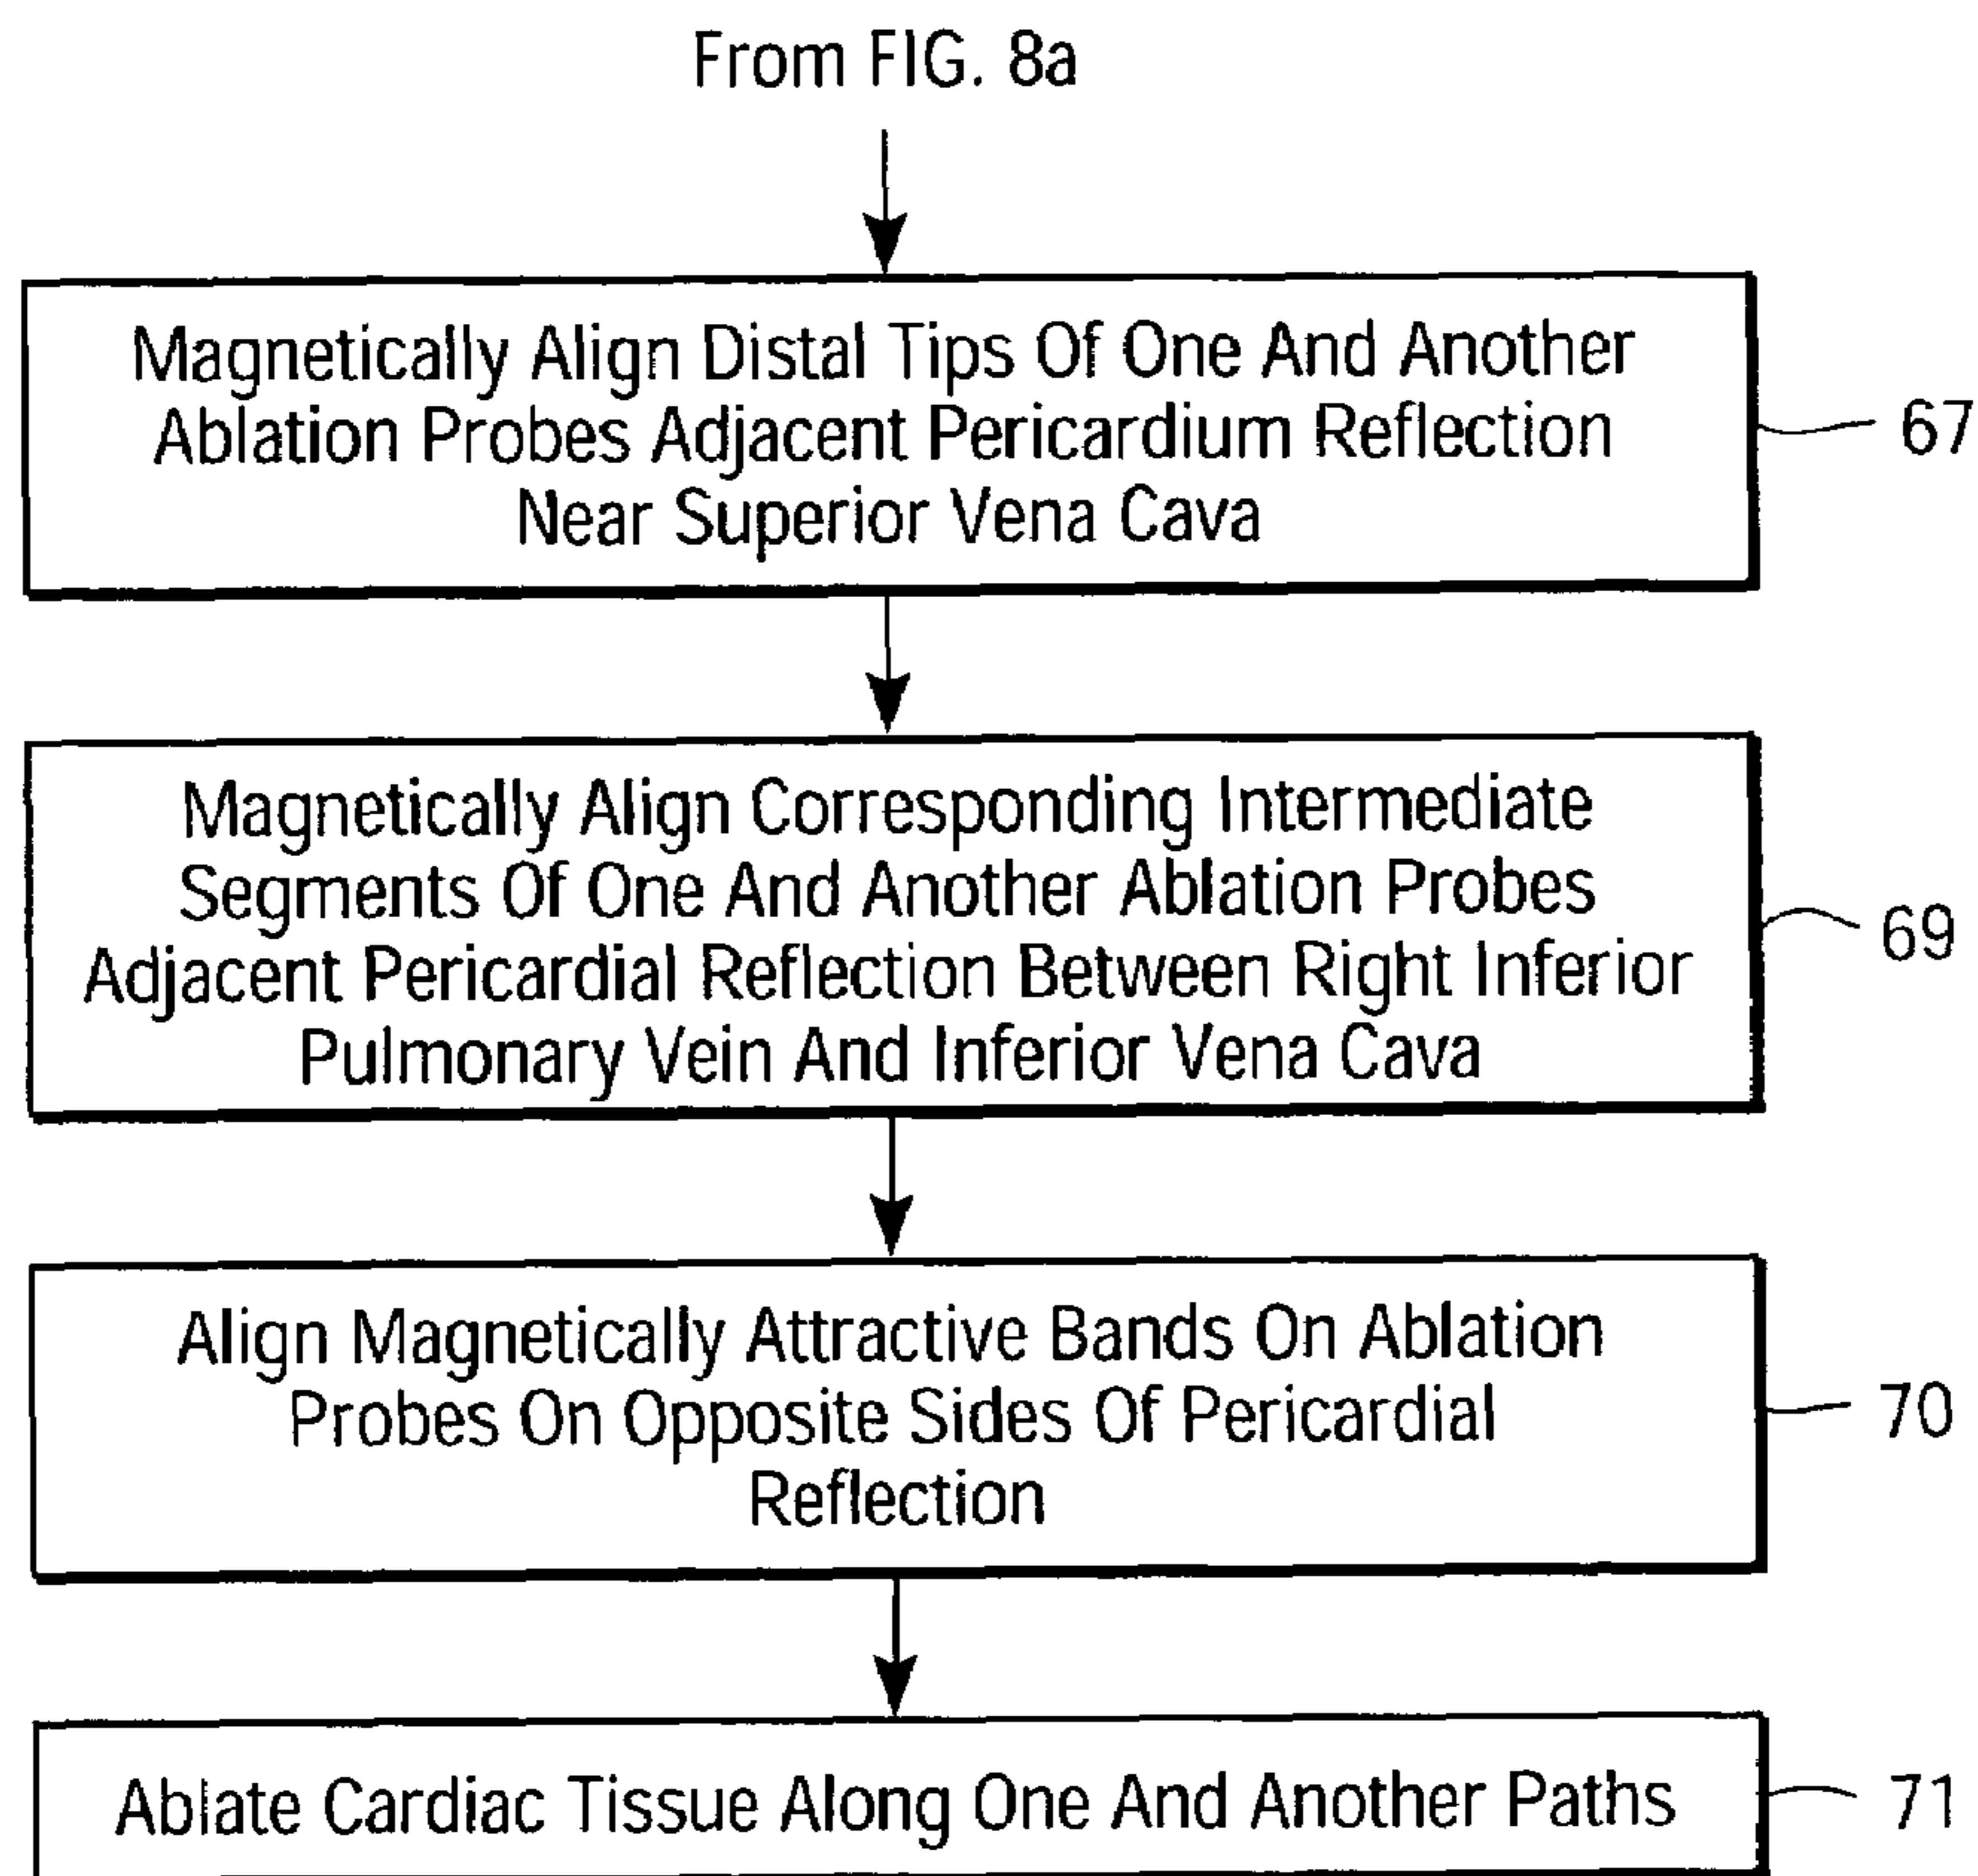 From FIG. 8a
Magnetically Align Distal Tips Of One And Another
Ablation Probes Adjacent Pericardium Reflection
Near Superior Vena Cava
67
Magnetically Align Corresponding Intermediate
Segments Of One And Another Ablation Probes
Adjacent Pericardial Reflection Between Right Inferior
Pulmonary Vein And Inferior Vena Cava
69
Align Magnetically Attractive Bands On Ablation
Probes On Opposite Sides Of Pericardial
Reflection
70
Ablate Cardiac Tissue Along One And Another Paths
71